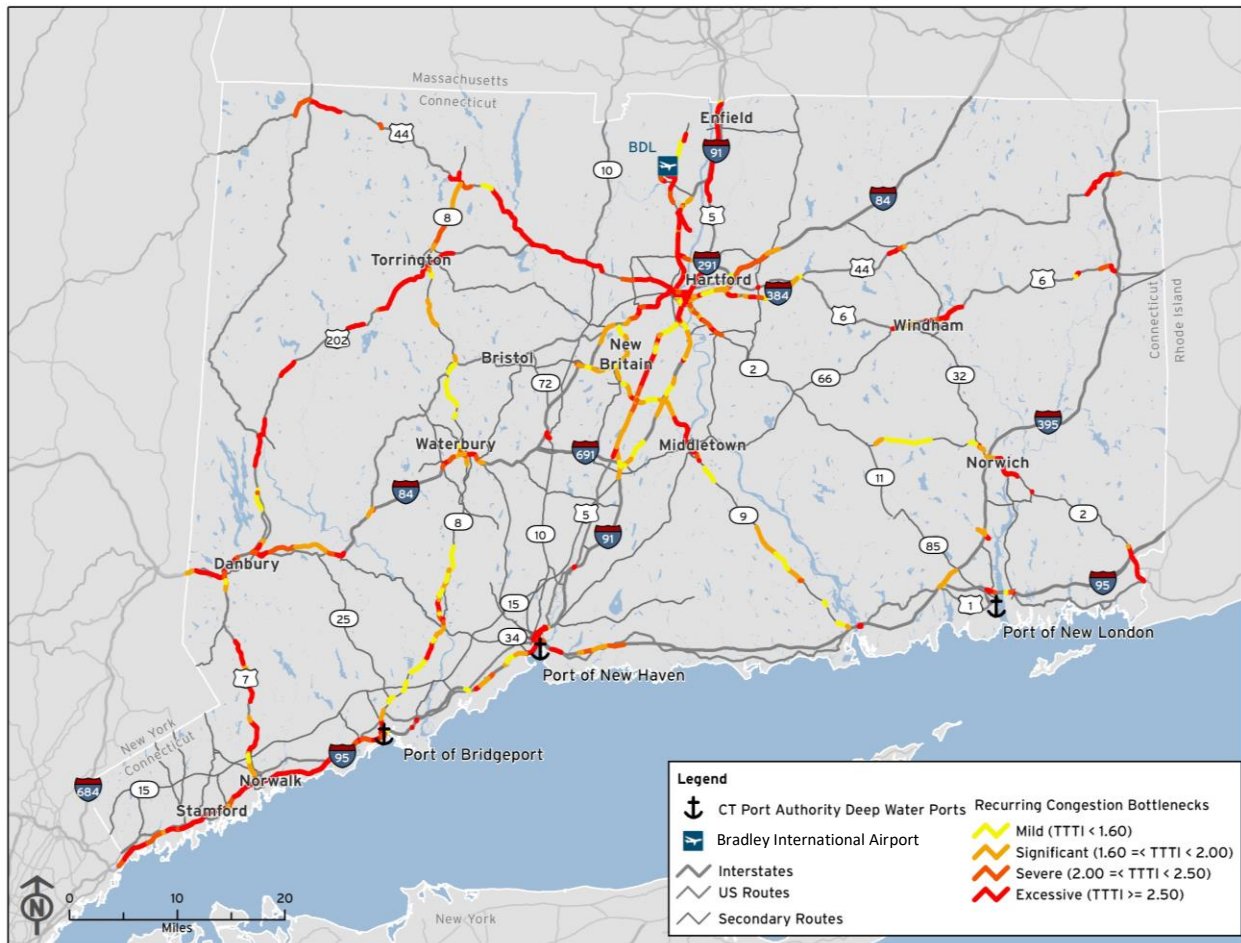 Massachusetts
Connecticut
44
Enfield
BDL
91
10
84
5
8
Torrington
291
Hartford
44
384
6
Connecticut
Rhode Island
6
202
Windham
Bristol
New
Britain
2
72
66
32
395
Waterbury
691
Middletown
Norwich
84
5
11
8
10
91
9
2
85
Danbury
15
95
25
34
1
Port of New London
Port of New Haven
7
New York
Connecticut
Port of Bridgeport
95
684
Norwalk
15
Stamford
Legend
CT Port Authority Deep Water Ports
Bradley International Airport
Interstates
US Routes
Secondary Routes
Recurring Congestion Bottlenecks
Mild (TTTI < 1.60)
Significant (1.60 =< TTTI < 2.00)
Severe (2.00 =< TTTI < 2.50)
Excessive (TTTI >= 2.50)
N
0 10 20
Miles
New York